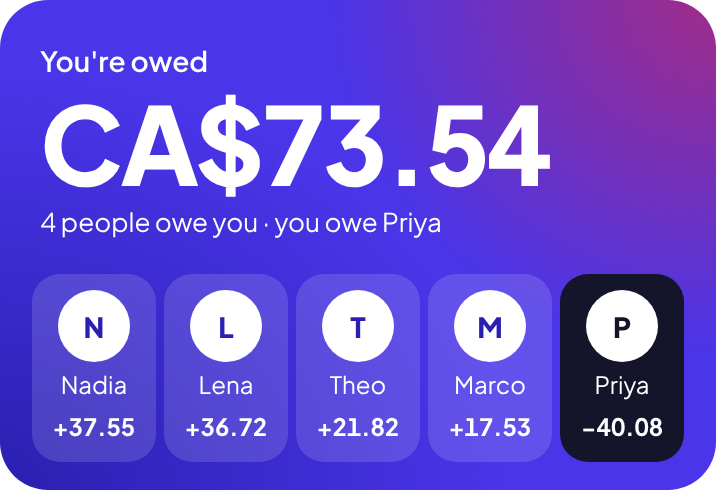 You're owed
CA$73.54
4 people owe you · you owe Priya
N L T M P
Nadia Lena Theo Marco Priya
+37.55 +36.72 +21.82 +17.53 −40.08